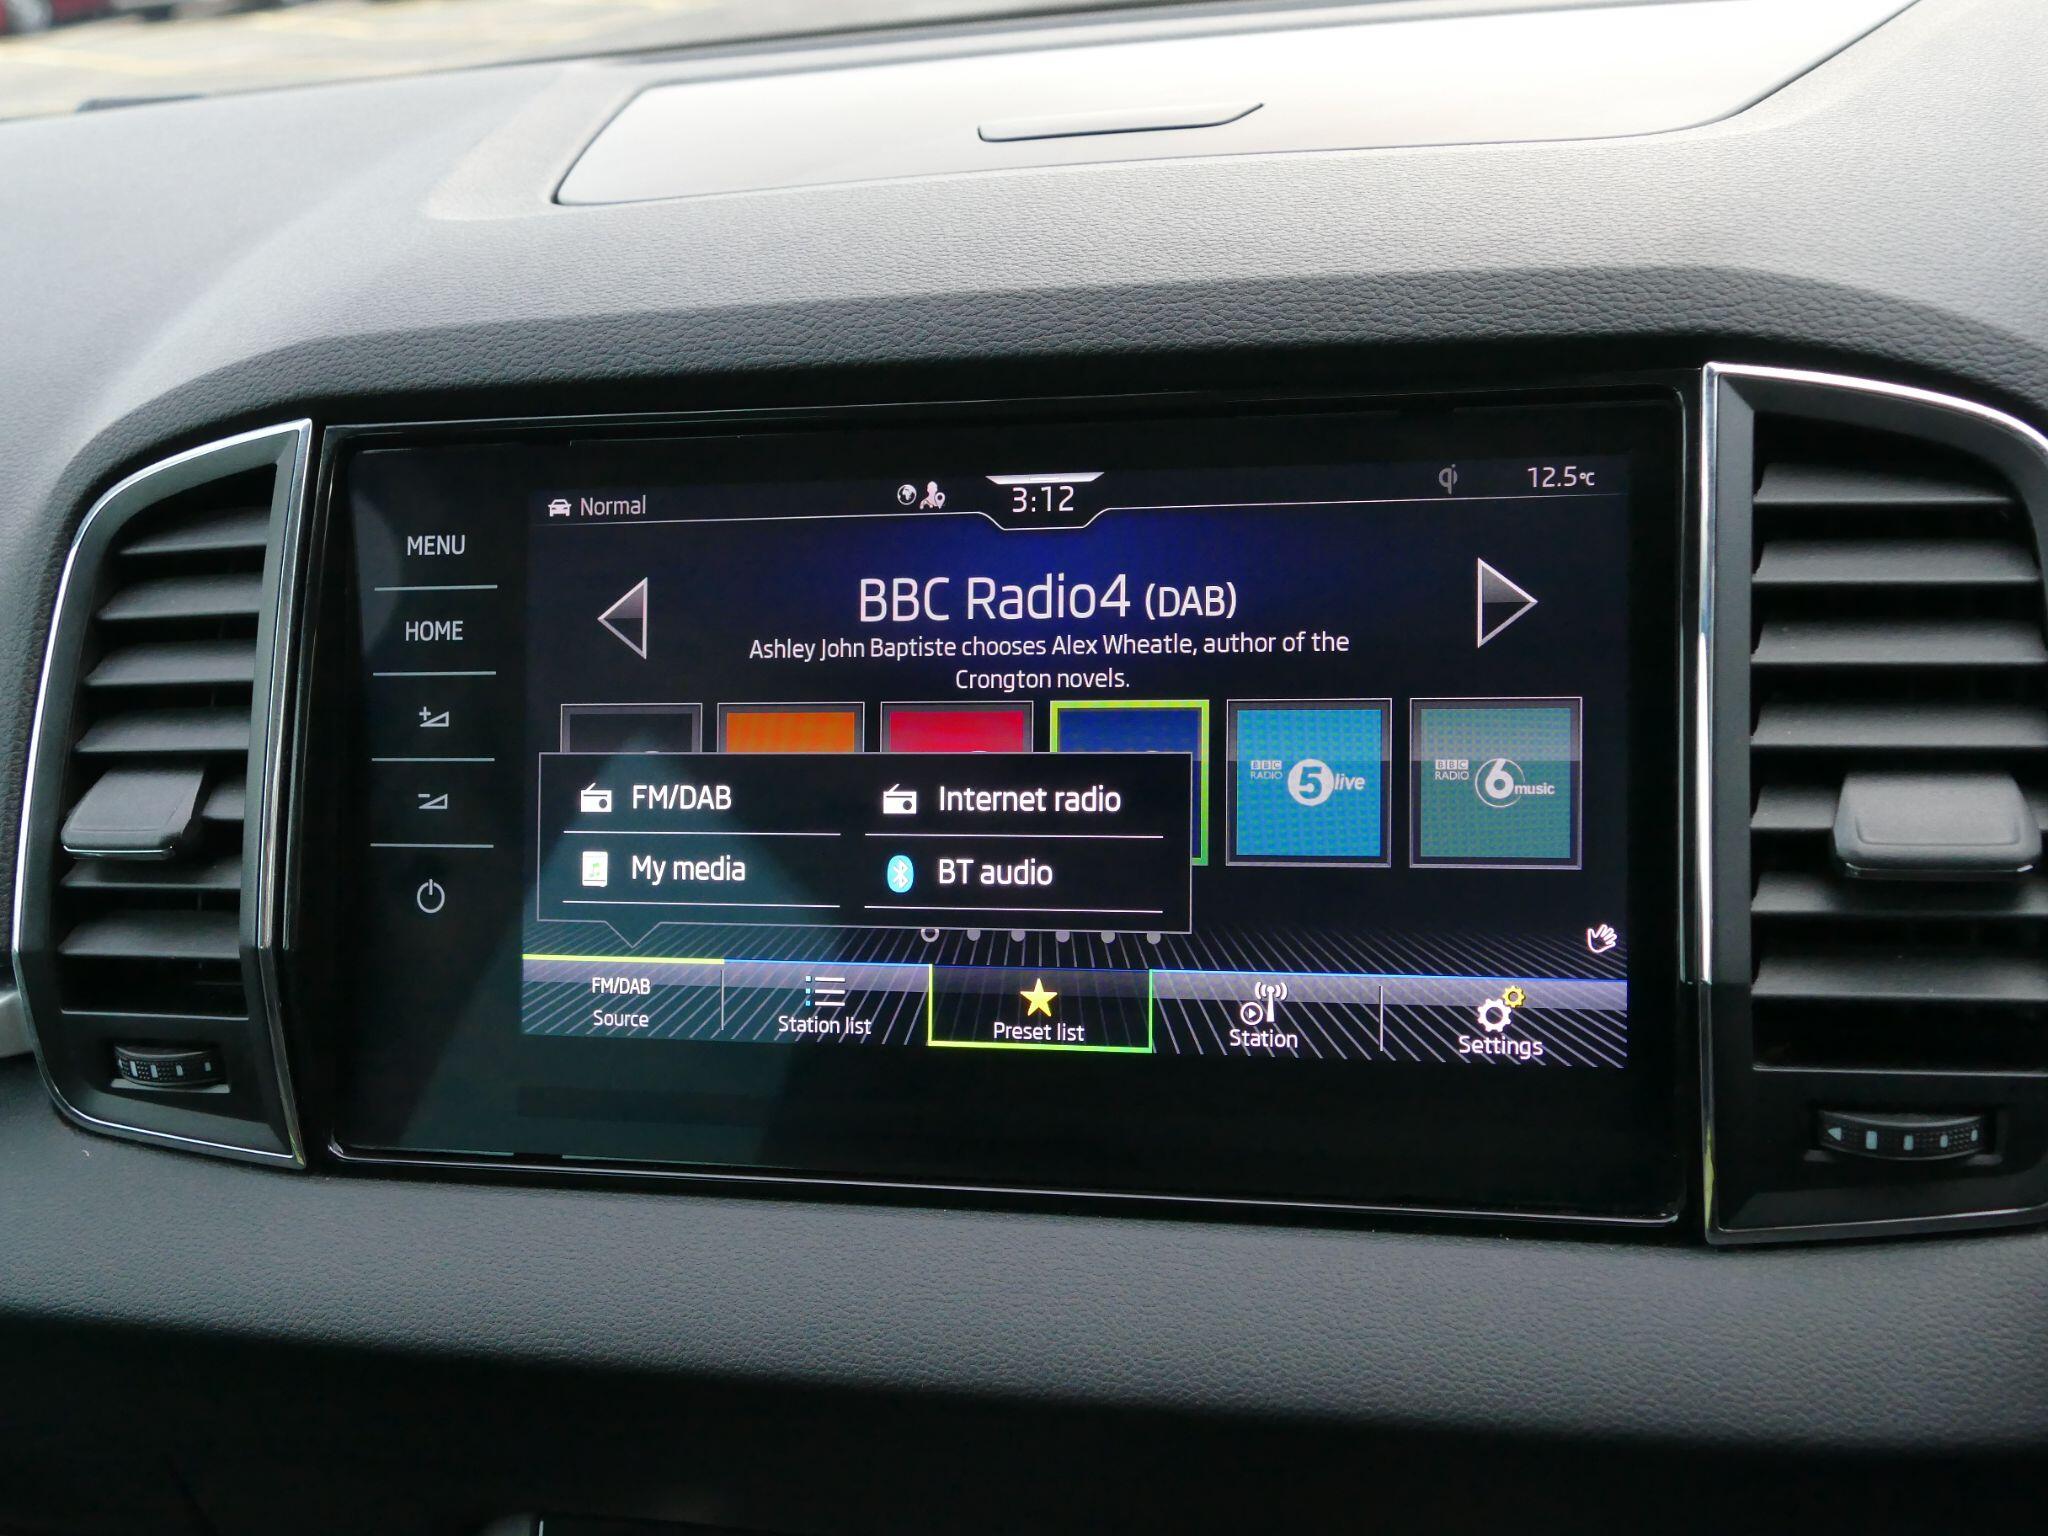 Normal
3:12
qi
12.5°C
MENU
HOME
BBC Radio4 (DAB)
Ashley John Baptiste chooses Alex Wheatle, author of the
Crongton novels.
BBC
RADIO 5 live
BBC
RADIO 6 music
FM/DAB
Internet radio
My media
BT audio
FM/DAB
Source
Station list
Preset list
Station
Settings